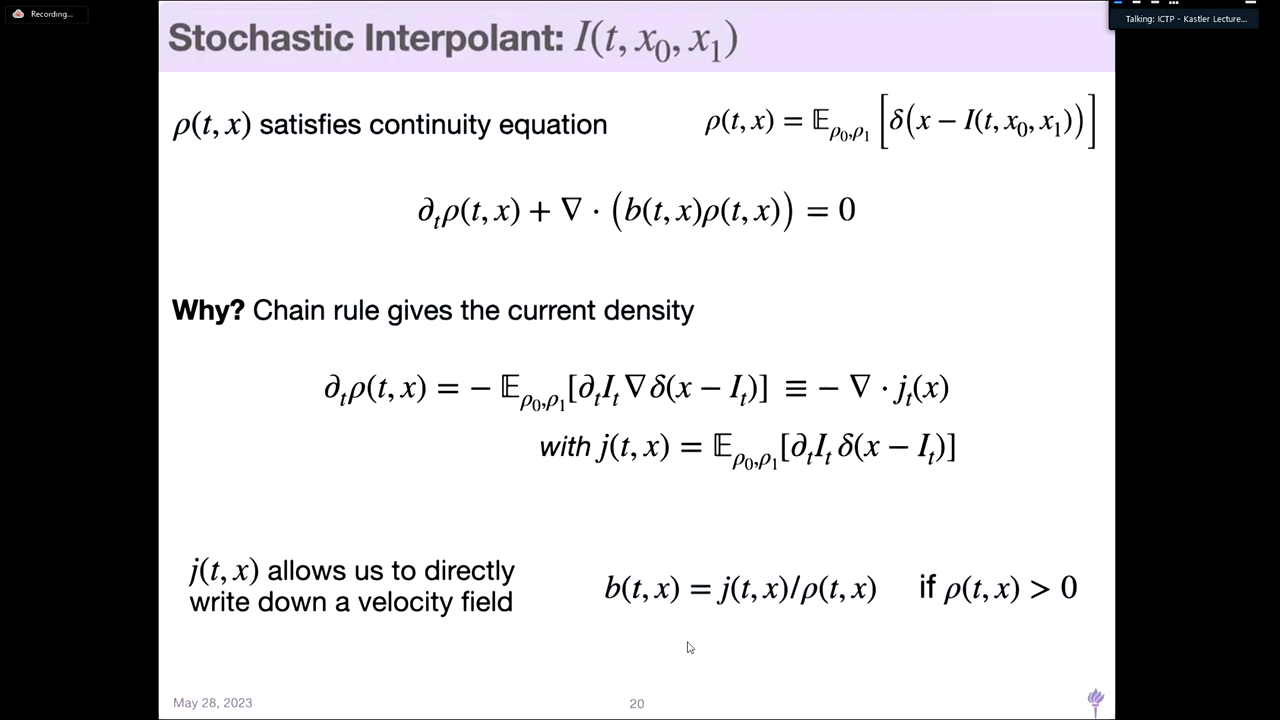 Recording...
Talking: ICTP - Kastler Lecture...
Stochastic Interpolant: I(t, x₀, x₁)
ρ(t, x) satisfies continuity equation
ρ(t, x) = 𝔼_{ρ₀,ρ₁} [δ(x − I(t, x₀, x₁))]
∂ₜρ(t, x) + ∇ · (b(t, x)ρ(t, x)) = 0
Why? Chain rule gives the current density
∂ₜρ(t, x) = − 𝔼_{ρ₀,ρ₁}[∂ₜIₜ∇δ(x − Iₜ)] ≡ − ∇ · jₜ(x)
with j(t, x) = 𝔼_{ρ₀,ρ₁}[∂ₜIₜ δ(x − Iₜ)]
j(t, x) allows us to directly
write down a velocity field
b(t, x) = j(t, x)/ρ(t, x) if ρ(t, x) > 0
May 28, 2023
20